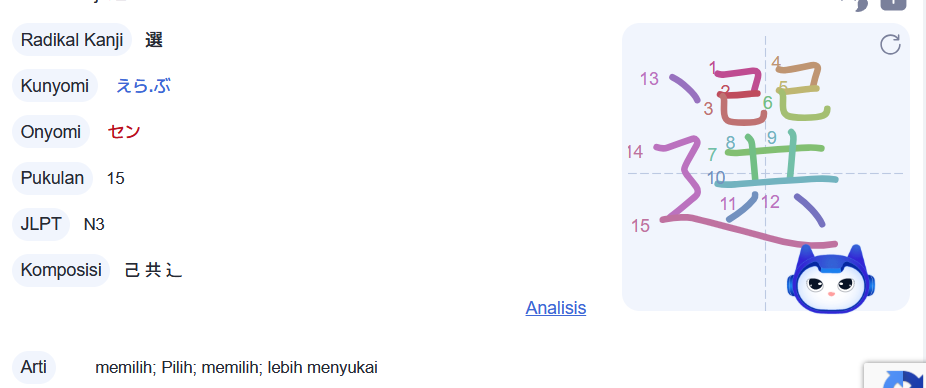 Radikal Kanji 選
Kunyomi えら.ぶ
Onyomi セン
Pukulan 15
JLPT N3
Komposisi 己 共 辶
Analisis
Arti memilih; Pilih; memilih; lebih menyukai
1
4
13
2
5
3
6
8
9
14
7
10
11
12
15